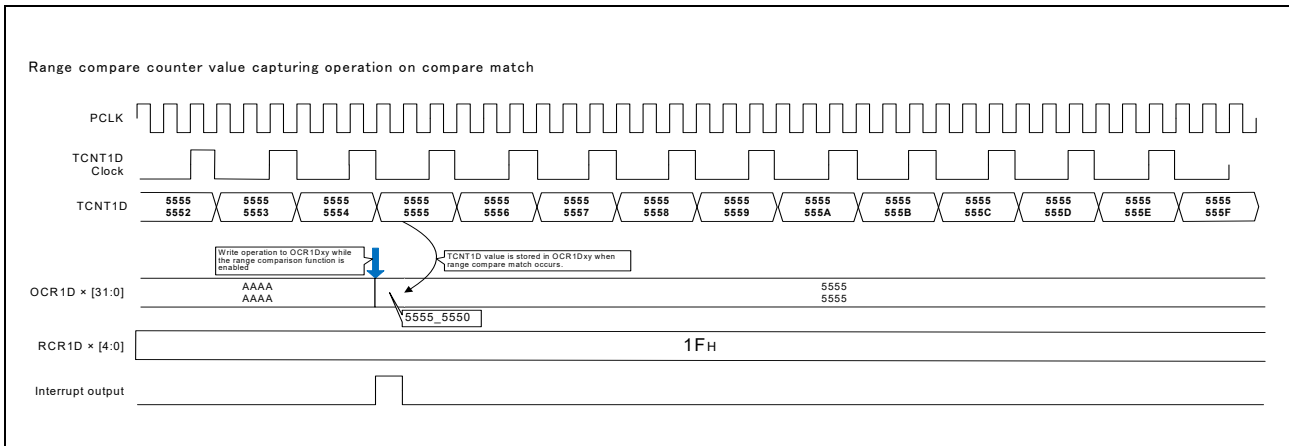 Range compare counter value capturing operation on compare match
PCLK
TCNT1D
Clock
TCNT1D
5555
5552
5555
5553
5555
5554
5555
5555
5555
5556
5555
5557
5555
5558
5555
5559
5555
555A
5555
555B
5555
555C
5555
555D
5555
555E
5555
555F
Write operation to OCR1Dxy while
the range comparison function is
enabled
TCNT1D value is stored in OCR1Dxy when
range compare match occurs.
OCR1D × [31:0]
AAAA
AAAA
5555
5555
5555_5550
RCR1D × [4:0]
1FH
Interrupt output